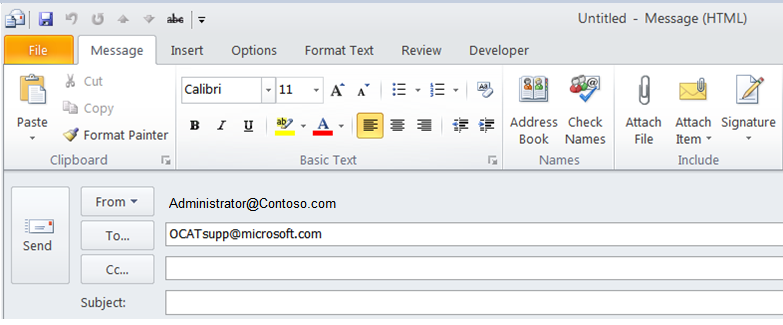 abc
Untitled - Message (HTML)
File Message Insert Options Format Text Review Developer
Paste
Cut
Copy
Format Painter
Clipboard
Calibri 11
B I U ab A
Basic Text
Address Book
Check Names
Names
Attach File
Attach Item
Signature
Include
Send
From Administrator@Contoso.com
To... OCATsupp@microsoft.com
Cc...
Subject: